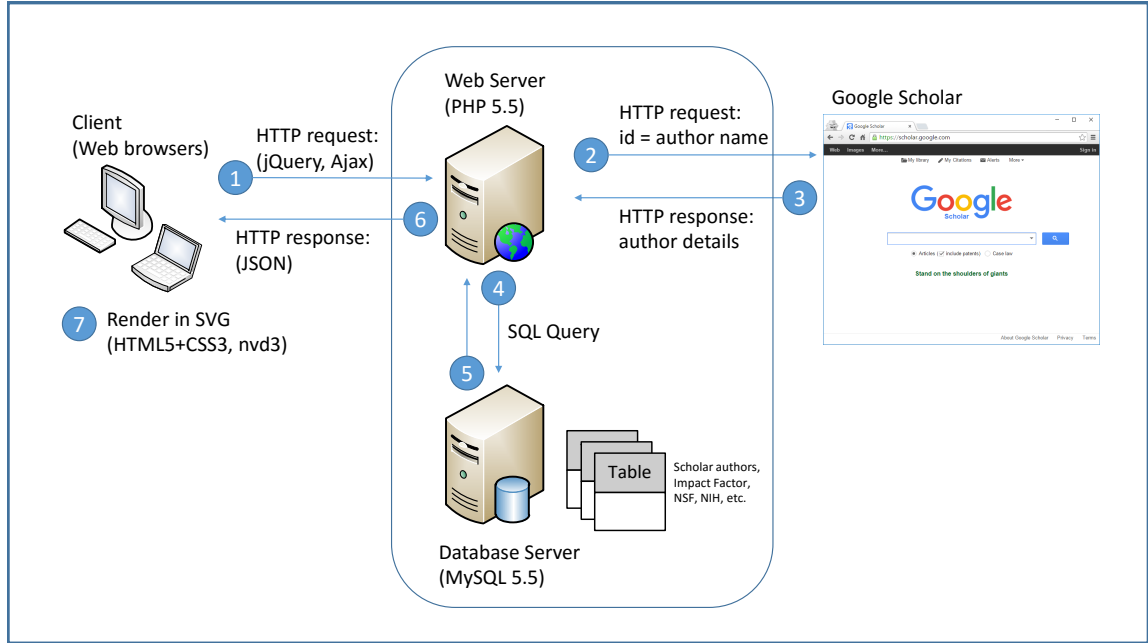 Web Server
(PHP 5.5)
Client
(Web browsers)
HTTP request:
(jQuery, Ajax)
1
6
HTTP response:
(JSON)
7
Render in SVG
(HTML5+CSS3, nvd3)
HTTP request:
id = author name
2
3
HTTP response:
author details
4
SQL Query
5
Table
Scholar authors,
Impact Factor,
NSF, NIH, etc.
Database Server
(MySQL 5.5)
Google Scholar
Google Scholar
https://scholar.google.com
Web Images More...
Sign in
My library My Citations Alerts More
Google
Scholar
Articles (include patents) Case law
Stand on the shoulders of giants
About Google Scholar Privacy Terms